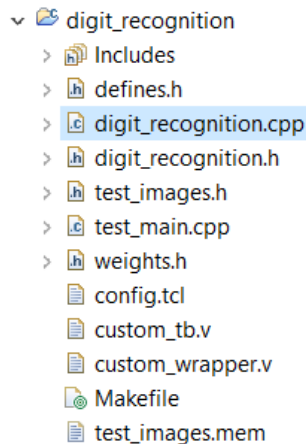 digit_recognition
Includes
defines.h
digit_recognition.cpp
digit_recognition.h
test_images.h
test_main.cpp
weights.h
config.tcl
custom_tb.v
custom_wrapper.v
Makefile
test_images.mem